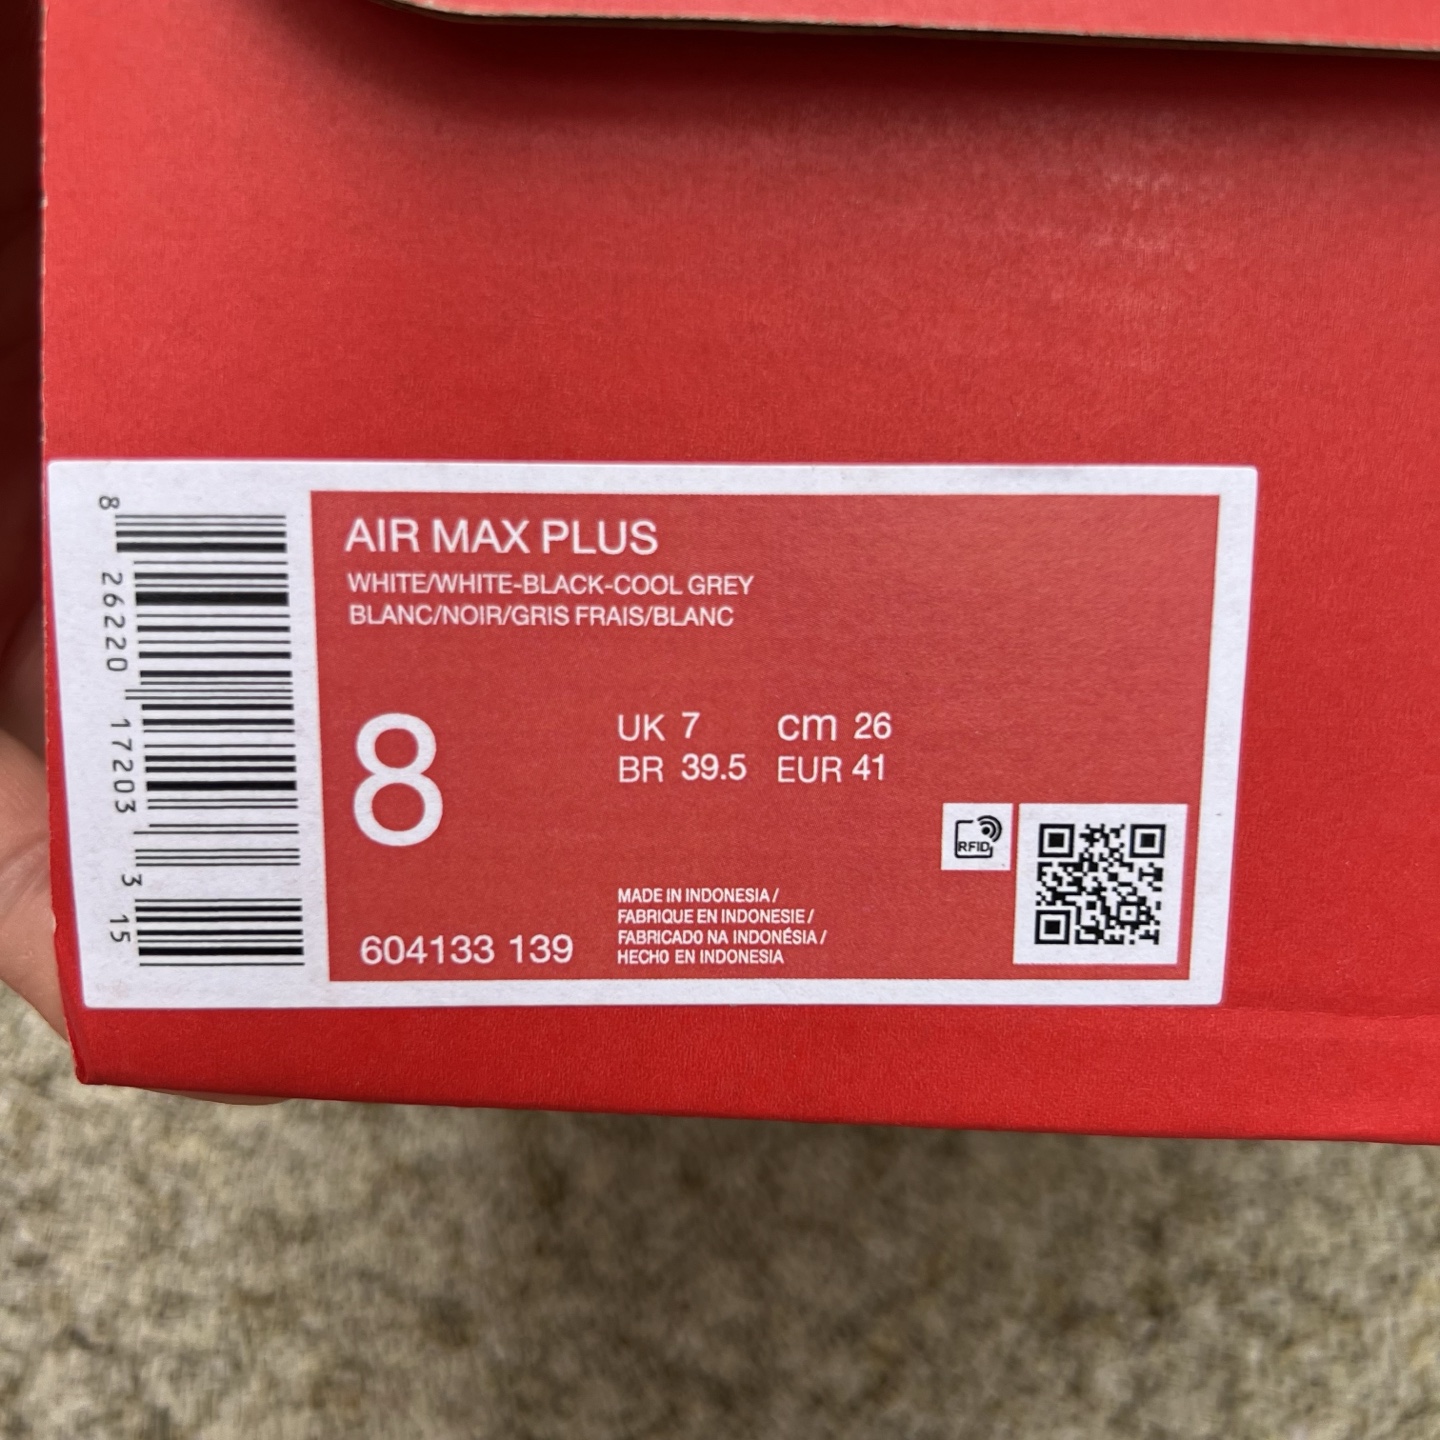 8 26220 17203 3 15
AIR MAX PLUS
WHITE/WHITE-BLACK-COOL GREY
BLANC/NOIR/GRIS FRAIS/BLANC
8
UK 7 cm 26
BR 39.5 EUR 41
RFID
604133 139
MADE IN INDONESIA /
FABRIQUE EN INDONESIE /
FABRICADO NA INDONÉSIA /
HECHO EN INDONESIA